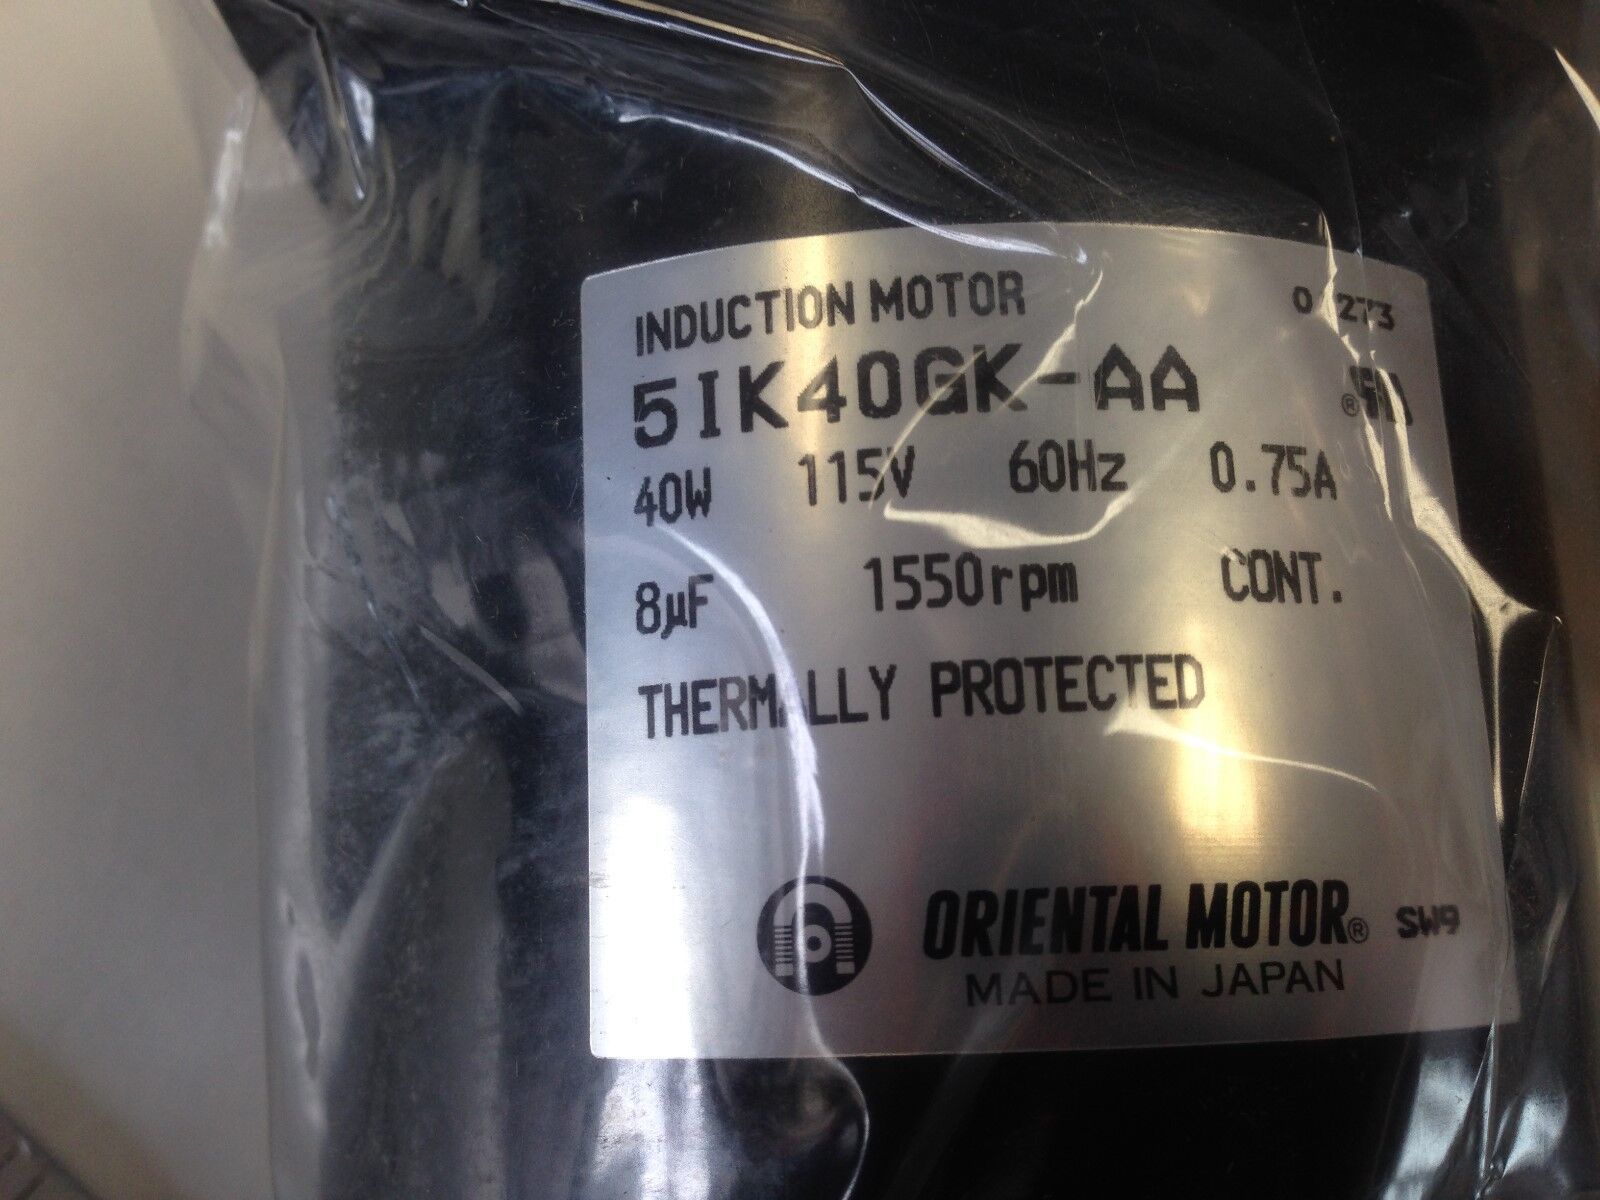 INDUCTION MOTOR
5IK40GK-AA ®
40W 115V 60Hz 0.75A
8µF 1550rpm CONT.
THERMALLY PROTECTED
ORIENTAL MOTOR® SW9
MADE IN JAPAN